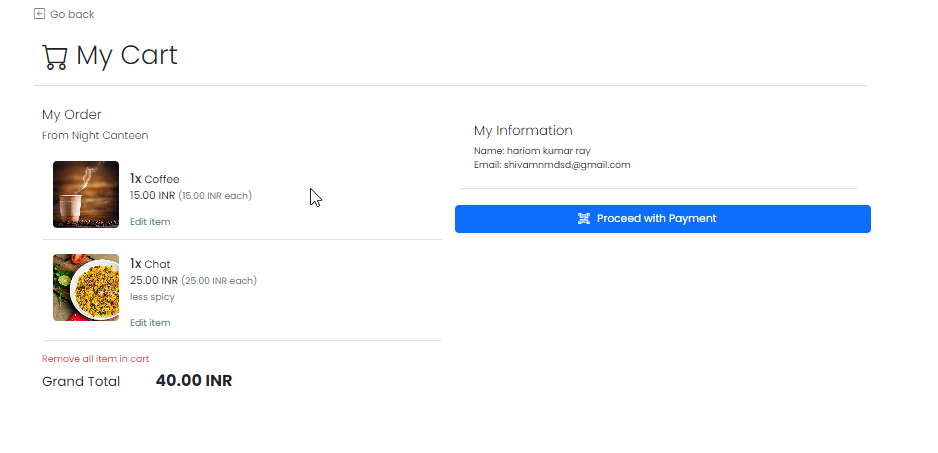 Go back
My Cart
My Order
From Night Canteen
1x Coffee
15.00 INR (15.00 INR each)
Edit item
1x Chat
25.00 INR (25.00 INR each)
less spicy
Edit item
Remove all item in cart
Grand Total 40.00 INR
My Information
Name: hariom kumar ray
Email: shivamnmdsd@gmail.com
Proceed with Payment